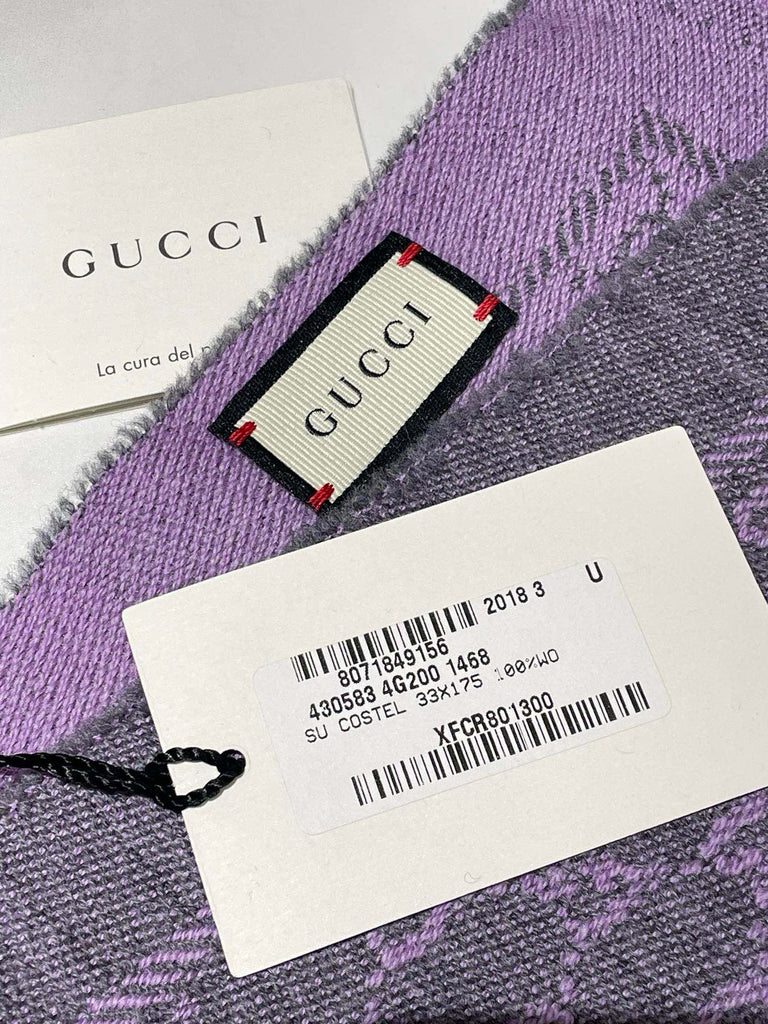 GUCCI
La cura del
GUCCI
2018 3 U
8071849156
430583 4G200 1468
SU COSTEL 33X175 100%WO
XFCR801300